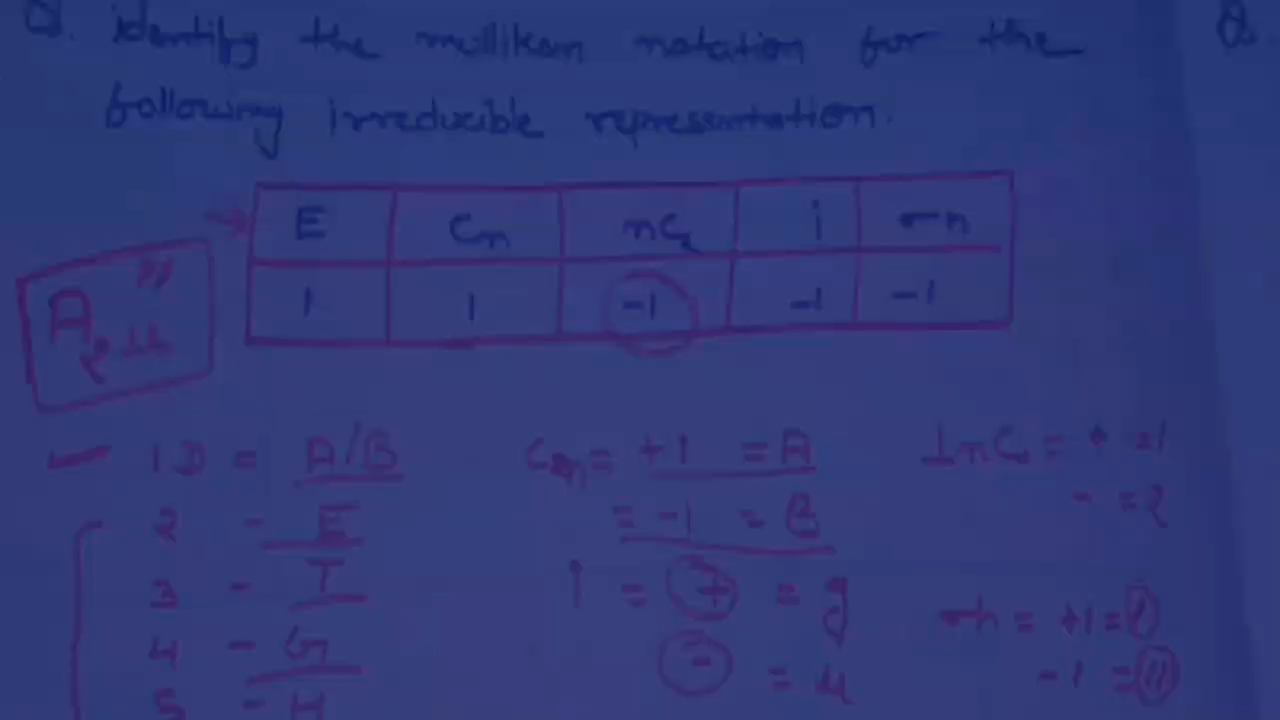 Q. identify the mulliken notation for the Q.
following irreducible representation.
E Cn nC2 i σh
1 1 -1 -1 -1
A2u"
1D = A/B Cn = +1 = A ⊥nC2 = + = 1
2 - E = -1 = B - = 2
3 - T i = + = g σh = +1 = '
4 - G - = u -1 = "
5 - H